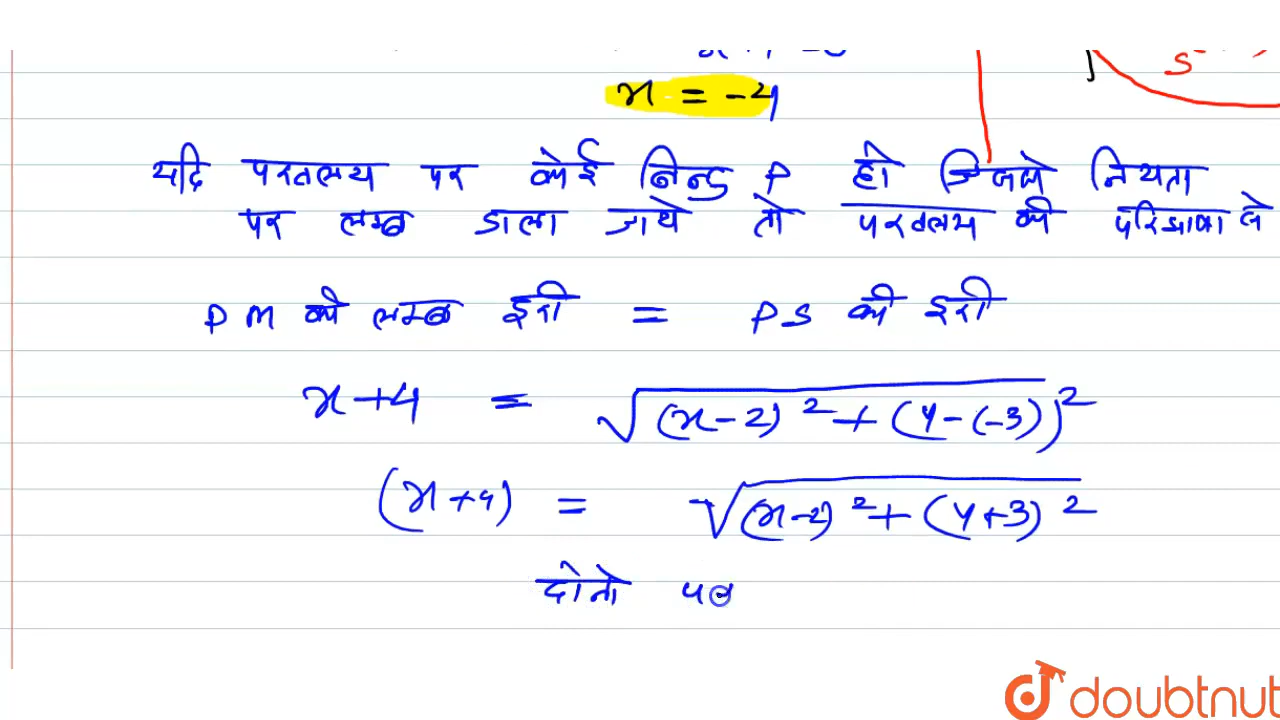 S
x = -4
यदि परवलय पर कोई बिन्दु P हो जिससे नियता
पर लम्ब डाला जाये तो परवलय की परिभाषा से
PM की लम्ब दूरी = PS की दूरी
x+4 = √(x-2)² + (y-(-3))²
(x+4) = √(x-2)² + (y+3)²
दोनो
doubtnut